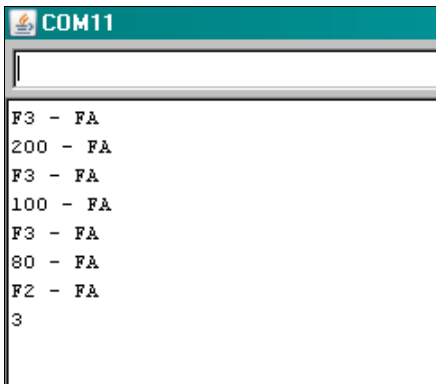 COM11
F3 - FA
200 - FA
F3 - FA
100 - FA
F3 - FA
80 - FA
F2 - FA
3